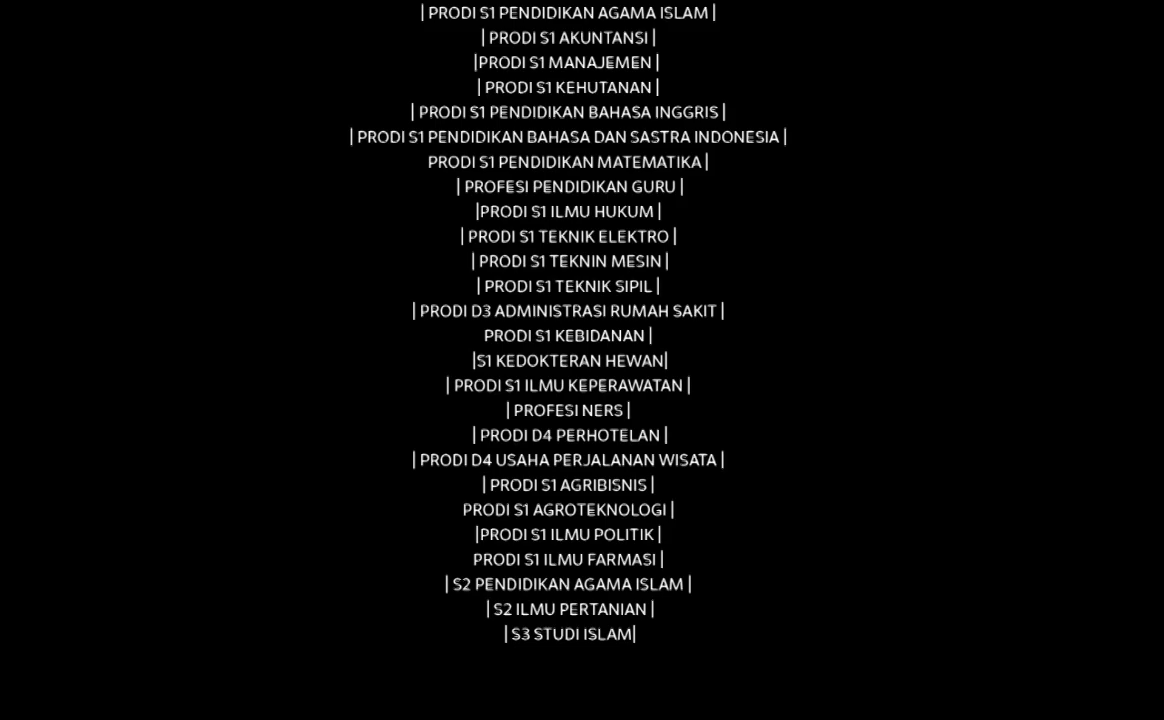 | PRODI S1 PENDIDIKAN AGAMA ISLAM |
| PRODI S1 AKUNTANSI |
|PRODI S1 MANAJEMEN |
| PRODI S1 KEHUTANAN |
| PRODI S1 PENDIDIKAN BAHASA INGGRIS |
| PRODI S1 PENDIDIKAN BAHASA DAN SASTRA INDONESIA |
PRODI S1 PENDIDIKAN MATEMATIKA |
| PROFESI PENDIDIKAN GURU |
|PRODI S1 ILMU HUKUM |
| PRODI S1 TEKNIK ELEKTRO |
| PRODI S1 TEKNIN MESIN |
| PRODI S1 TEKNIK SIPIL |
| PRODI D3 ADMINISTRASI RUMAH SAKIT |
PRODI S1 KEBIDANAN |
|S1 KEDOKTERAN HEWAN|
| PRODI S1 ILMU KEPERAWATAN |
| PROFESI NERS |
| PRODI D4 PERHOTELAN |
| PRODI D4 USAHA PERJALANAN WISATA |
| PRODI S1 AGRIBISNIS |
PRODI S1 AGROTEKNOLOGI |
|PRODI S1 ILMU POLITIK |
PRODI S1 ILMU FARMASI |
| S2 PENDIDIKAN AGAMA ISLAM |
| S2 ILMU PERTANIAN |
| S3 STUDI ISLAM|